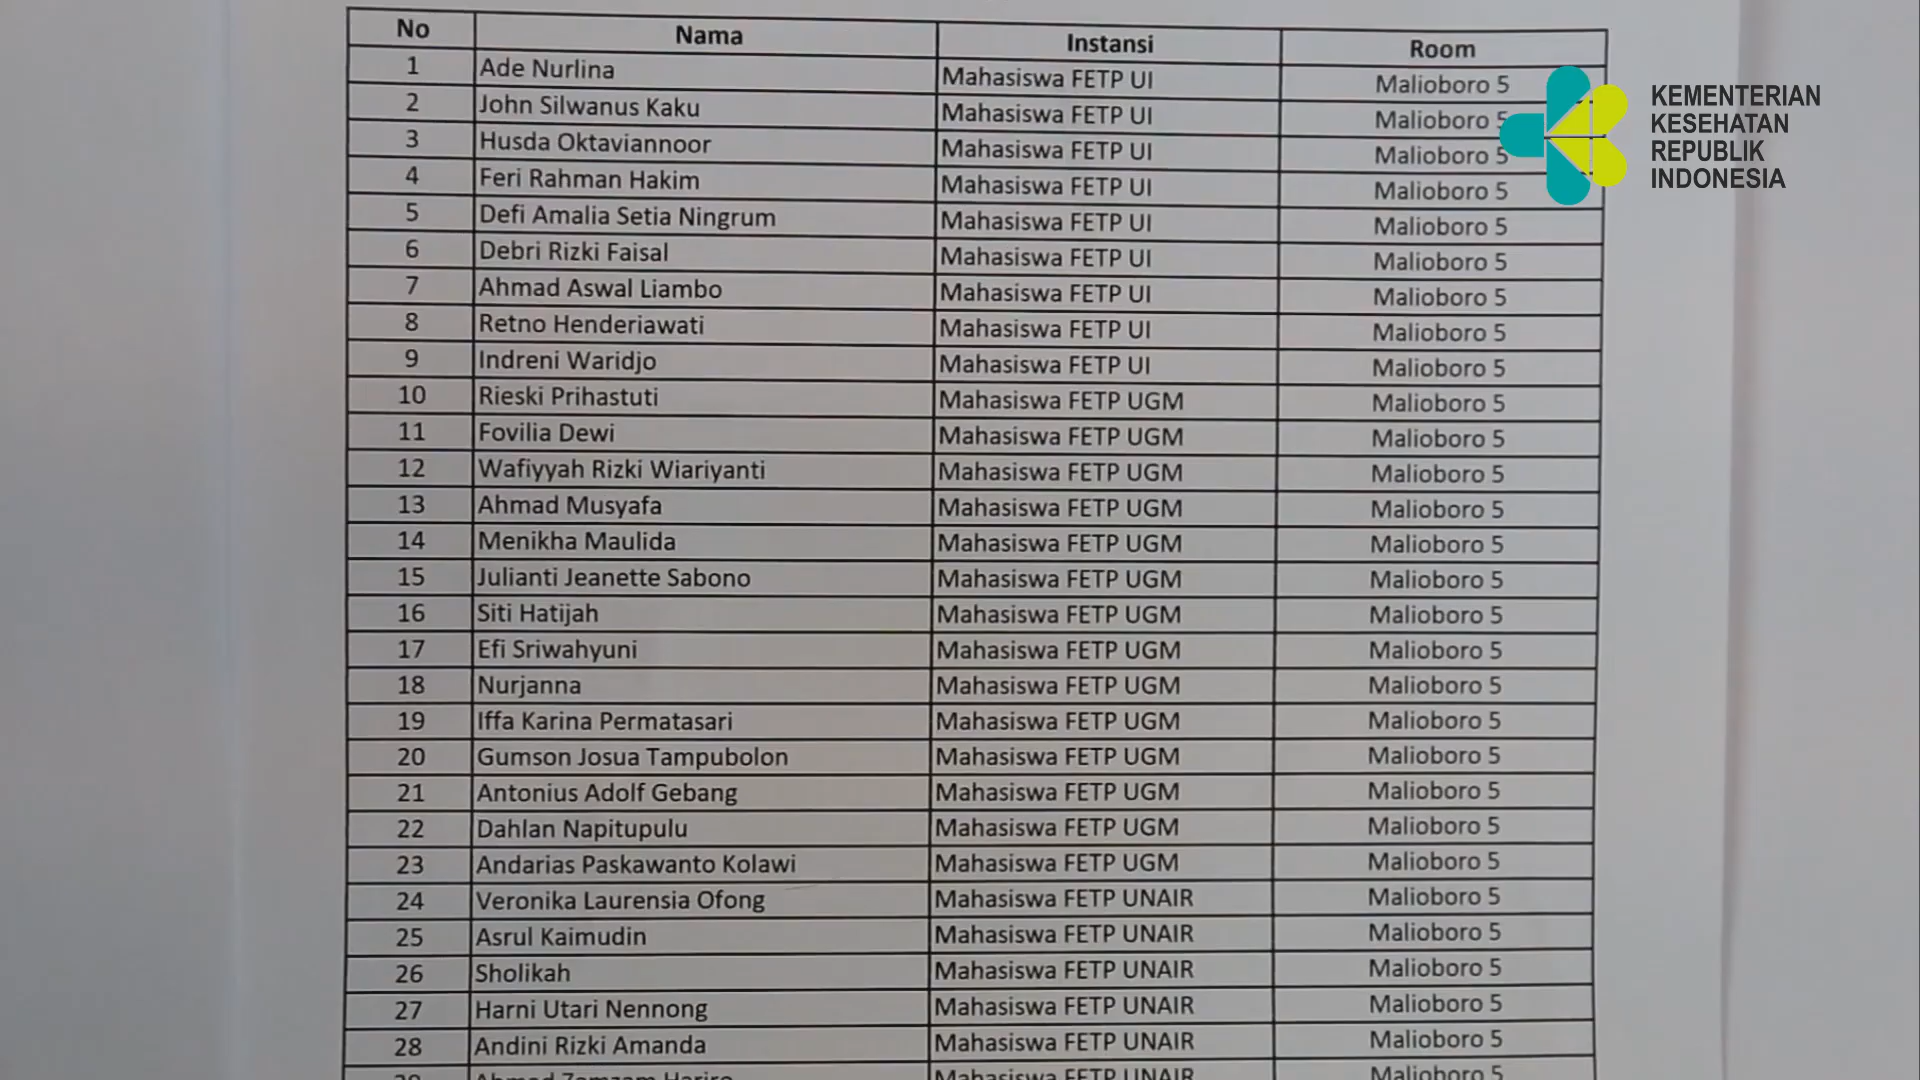 No Nama Instansi Room
1 Ade Nurlina Mahasiswa FETP UI Malioboro 5
2 John Silwanus Kaku Mahasiswa FETP UI Malioboro 5
3 Husda Oktaviannoor Mahasiswa FETP UI Malioboro 5
4 Feri Rahman Hakim Mahasiswa FETP UI Malioboro 5
5 Defi Amalia Setia Ningrum Mahasiswa FETP UI Malioboro 5
6 Debri Rizki Faisal Mahasiswa FETP UI Malioboro 5
7 Ahmad Aswal Liambo Mahasiswa FETP UI Malioboro 5
8 Retno Henderiawati Mahasiswa FETP UI Malioboro 5
9 Indreni Waridjo Mahasiswa FETP UI Malioboro 5
10 Rieski Prihastuti Mahasiswa FETP UGM Malioboro 5
11 Fovilia Dewi Mahasiswa FETP UGM Malioboro 5
12 Wafiyyah Rizki Wiariyanti Mahasiswa FETP UGM Malioboro 5
13 Ahmad Musyafa Mahasiswa FETP UGM Malioboro 5
14 Menikha Maulida Mahasiswa FETP UGM Malioboro 5
15 Julianti Jeanette Sabono Mahasiswa FETP UGM Malioboro 5
16 Siti Hatijah Mahasiswa FETP UGM Malioboro 5
17 Efi Sriwahyuni Mahasiswa FETP UGM Malioboro 5
18 Nurjanna Mahasiswa FETP UGM Malioboro 5
19 Iffa Karina Permatasari Mahasiswa FETP UGM Malioboro 5
20 Gumson Josua Tampubolon Mahasiswa FETP UGM Malioboro 5
21 Antonius Adolf Gebang Mahasiswa FETP UGM Malioboro 5
22 Dahlan Napitupulu Mahasiswa FETP UGM Malioboro 5
23 Andarias Paskawanto Kolawi Mahasiswa FETP UGM Malioboro 5
24 Veronika Laurensia Ofong Mahasiswa FETP UNAIR Malioboro 5
25 Asrul Kaimudin Mahasiswa FETP UNAIR Malioboro 5
26 Sholikah Mahasiswa FETP UNAIR Malioboro 5
27 Harni Utari Nennong Mahasiswa FETP UNAIR Malioboro 5
28 Andini Rizki Amanda Mahasiswa FETP UNAIR Malioboro 5
Mahasiswa FETP UNAIR Malioboro 5
KEMENTERIAN
KESEHATAN
REPUBLIK
INDONESIA